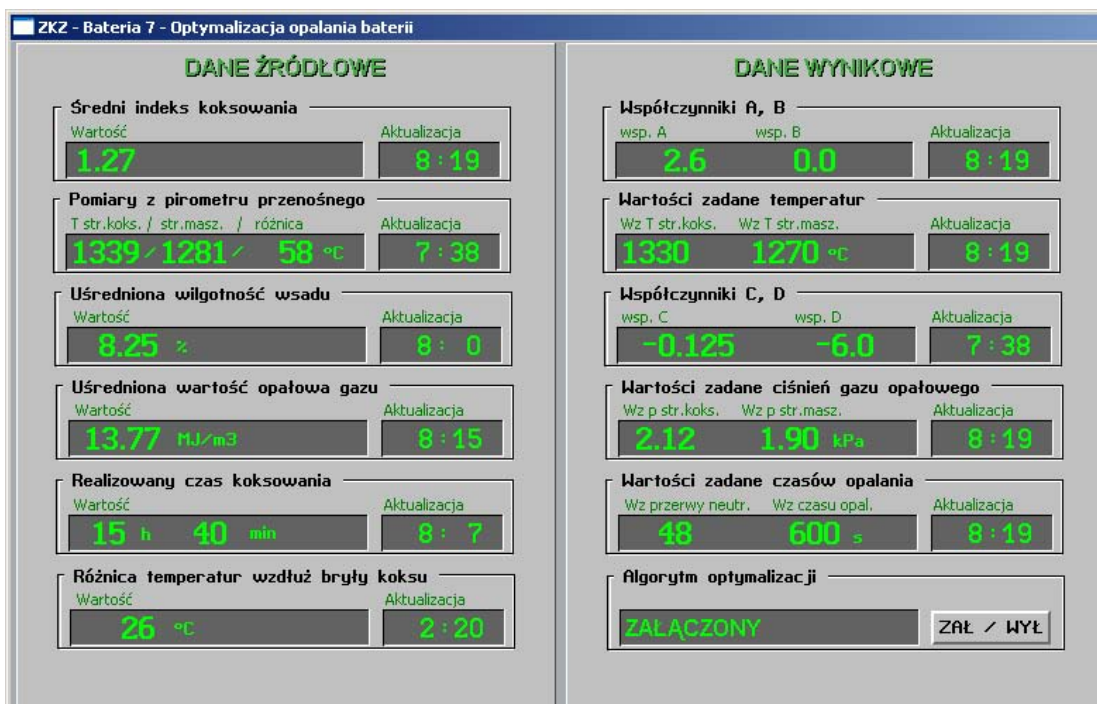 ZKZ - Bateria 7 - Optymalizacja opalania baterii
DANE ŹRÓDŁOWE
Średni indeks koksowania
Wartość Aktualizacja
1.27 8:19
Pomiary z pirometru przenośnego
T str.koks. / str.masz. / różnica Aktualizacja
1339/1281/ 58 °C 7:38
Uśredniona wilgotność wsadu
Wartość Aktualizacja
8.25 % 8: 0
Uśredniona wartość opałowa gazu
Wartość Aktualizacja
13.77 MJ/m3 8:15
Realizowany czas koksowania
Wartość Aktualizacja
15 h 40 min 8: 7
Różnica temperatur wzdłuż bryły koksu
Wartość Aktualizacja
26 °C 2:20
DANE WYNIKOWE
Współczynniki A, B
wsp. A wsp. B Aktualizacja
2.6 0.0 8:19
Wartości zadane temperatur
Wz T str.koks. Wz T str.masz. Aktualizacja
1330 1270 °C 8:19
Współczynniki C, D
wsp. C wsp. D Aktualizacja
-0.125 -6.0 7:38
Wartości zadane ciśnień gazu opałowego
Wz p str.koks. Wz p str.masz. Aktualizacja
2.12 1.90 kPa 8:19
Wartości zadane czasów opalania
Wz przerwy neutr. Wz czasu opal. Aktualizacja
48 600 s 8:19
Algorytm optymalizacji
ZAŁĄCZONY ZAŁ / WYŁ